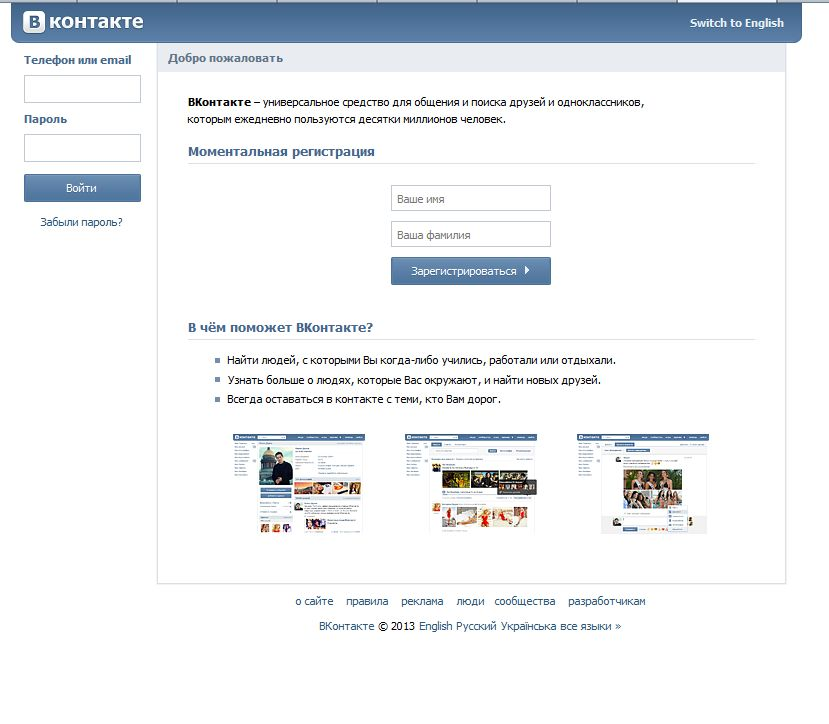 В контакте
Switch to English
Телефон или email
Пароль
Войти
Забыли пароль?
Добро пожаловать
ВКонтакте – универсальное средство для общения и поиска друзей и одноклассников,
которым ежедневно пользуются десятки миллионов человек.
Моментальная регистрация
Ваше имя
Ваша фамилия
Зарегистрироваться
В чём поможет ВКонтакте?
Найти людей, с которыми Вы когда-либо учились, работали или отдыхали.
Узнать больше о людях, которые Вас окружают, и найти новых друзей.
Всегда оставаться в контакте с теми, кто Вам дорог.
о сайте правила реклама люди сообщества разработчикам
ВКонтакте © 2013 English Русский Українська все языки »